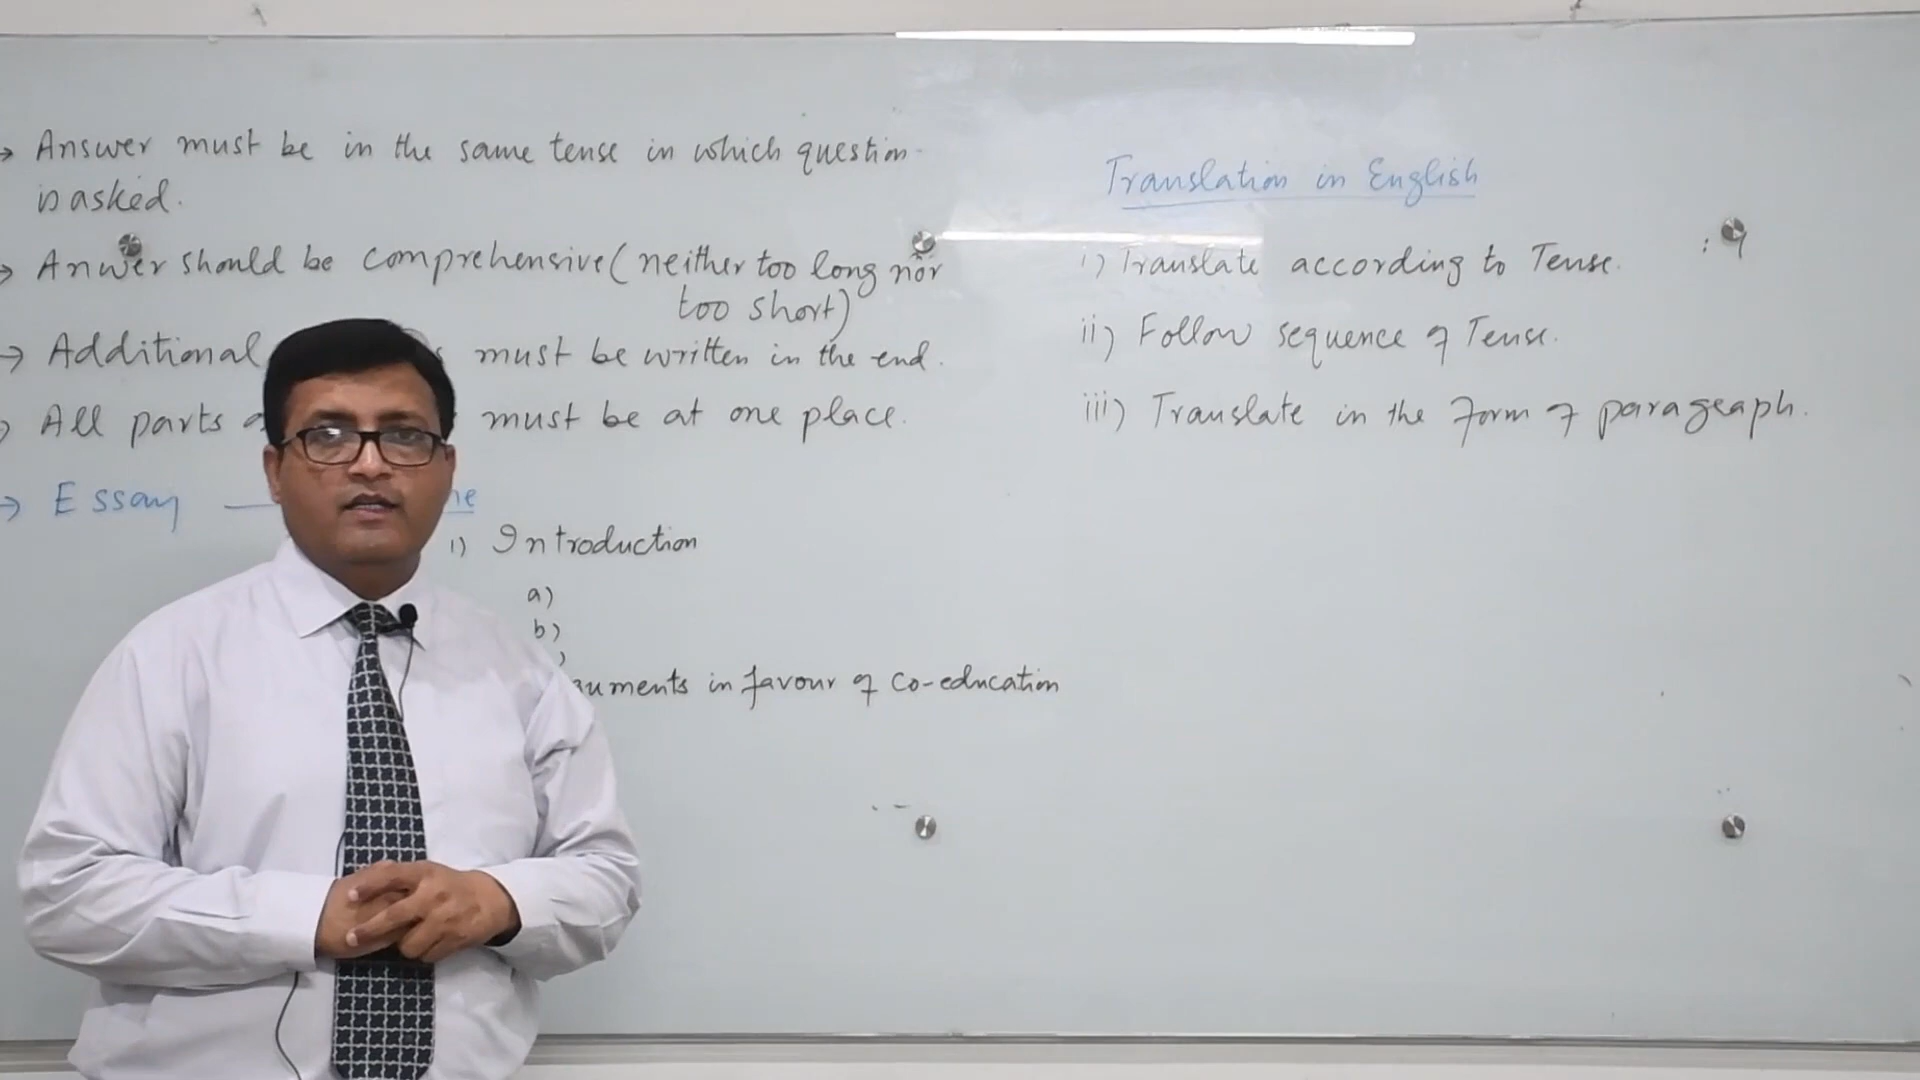 → Answer must be in the same tense in which question
is asked.
→ Anwer should be comprehensive (neither too long nor
too short)
→ Additional must be written in the end.
→ All parts must be at one place.
→ Essay —
1) Introduction
a)
b)
)
uments in favour of Co-education
Translation in English
i) Translate according to Tense.
ii) Follow sequence of Tense.
iii) Translate in the form of paragraph.